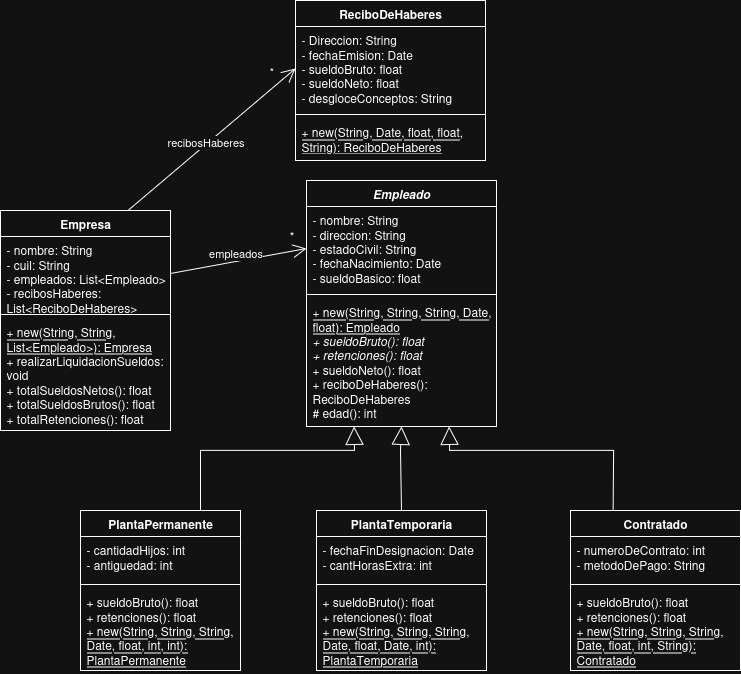 ReciboDeHaberes
- Direccion: String
- fechaEmision: Date
- sueldoBruto: float
- sueldoNeto: float
- desgloceConceptos: String
+ new(String, Date, float, float,
String): ReciboDeHaberes
*
recibosHaberes
Empleado
- nombre: String
- direccion: String
- estadoCivil: String
- fechaNacimiento: Date
- sueldoBasico: float
+ new(String, String, String, Date,
float): Empleado
+ sueldoBruto(): float
+ retenciones(): float
+ sueldoNeto(): float
+ reciboDeHaberes():
ReciboDeHaberes
# edad(): int
*
empleados
Empresa
- nombre: String
- cuil: String
- empleados: List<Empleado>
- recibosHaberes:
List<ReciboDeHaberes>
+ new(String, String,
List<Empleado>): Empresa
+ realizarLiquidacionSueldos:
void
+ totalSueldosNetos(): float
+ totalSueldosBrutos(): float
+ totalRetenciones(): float
PlantaPermanente
- cantidadHijos: int
- antiguedad: int
+ sueldoBruto(): float
+ retenciones(): float
+ new(String, String, String,
Date, float, int, int):
PlantaPermanente
PlantaTemporaria
- fechaFinDesignacion: Date
- cantHorasExtra: int
+ sueldoBruto(): float
+ retenciones(): float
+ new(String, String, String,
Date, float, Date, int):
PlantaTemporaria
Contratado
- numeroDeContrato: int
- metodoDePago: String
+ sueldoBruto(): float
+ retenciones(): float
+ new(String, String, String,
Date, float, int, String):
Contratado